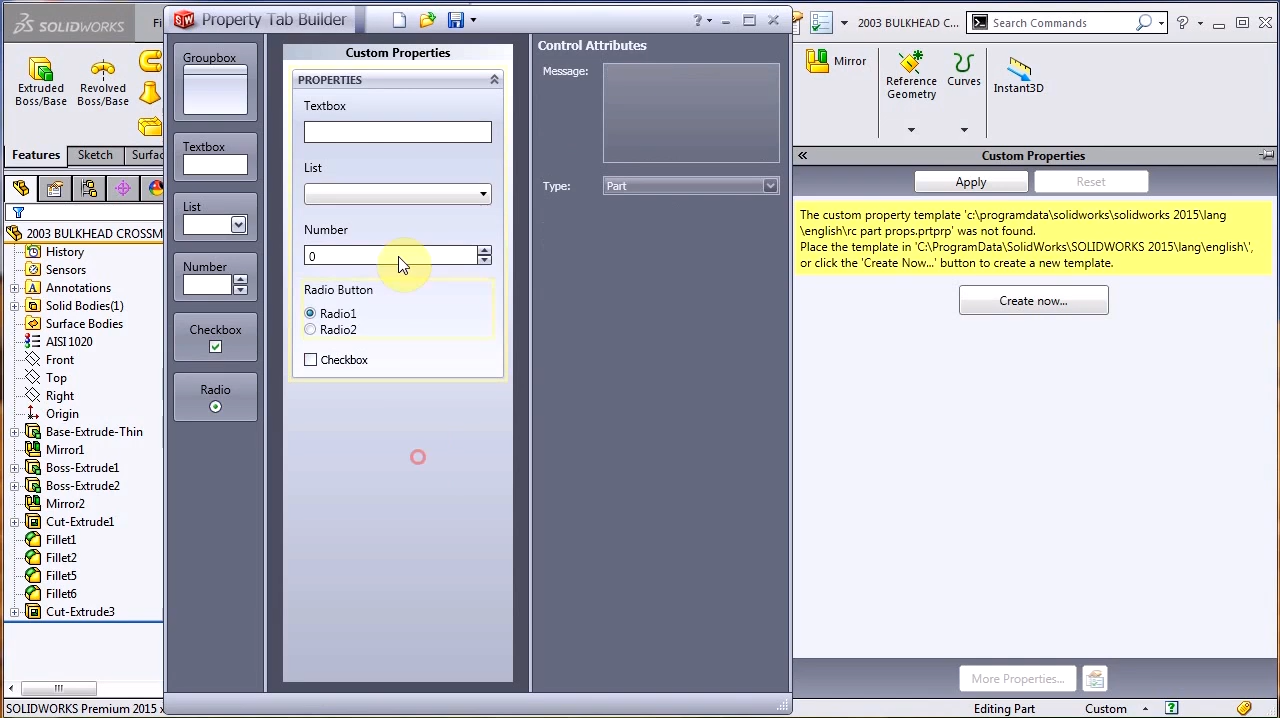 SOLIDWORKS
Fi
Property Tab Builder
2003 BULKHEAD C...
Search Commands
Extruded
Boss/Base
Revolved
Boss/Base
Mirror
Reference
Geometry
Curves
Instant3D
Features
Sketch
Surfac
2003 BULKHEAD CROSSM
History
Sensors
Annotations
Solid Bodies(1)
Surface Bodies
AISI 1020
Front
Top
Right
Origin
Base-Extrude-Thin
Mirror1
Boss-Extrude1
Boss-Extrude2
Mirror2
Cut-Extrude1
Fillet1
Fillet2
Fillet5
Fillet6
Cut-Extrude3
Groupbox
Textbox
List
Number
Checkbox
Radio
Custom Properties
PROPERTIES
Textbox
List
Number
0
Radio Button
Radio1
Radio2
Checkbox
Control Attributes
Message:
Type:
Part
Custom Properties
Apply
Reset
The custom property template 'c:\programdata\solidworks\solidworks 2015\lang
\english\rc part props.prtprp' was not found.
Place the template in 'C:\ProgramData\SolidWorks\SOLIDWORKS 2015\lang\english\',
or click the 'Create Now...' button to create a new template.
Create now...
More Properties...
SOLIDWORKS Premium 2015 x
Editing Part
Custom